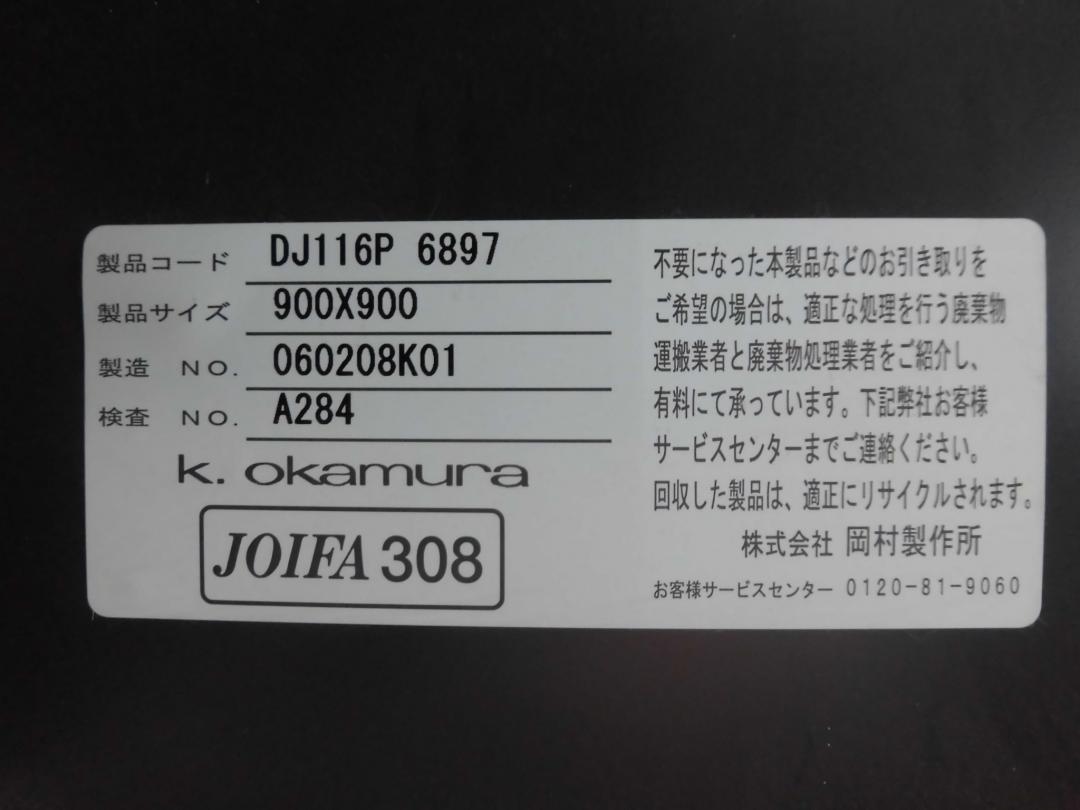 製品コード DJ116P 6897
製品サイズ 900X900
製造 NO. 060208K01
検査 NO. A284
k. okamura
JOIFA 308
不要になった本製品などのお引き取りを
ご希望の場合は、適正な処理を行う廃棄物
運搬業者と廃棄物処理業者をご紹介し、
有料にて承っています。下記弊社お客様
サービスセンターまでご連絡ください。
回収した製品は、適正にリサイクルされます。
株式会社 岡村製作所
お客様サービスセンター 0120-81-9060